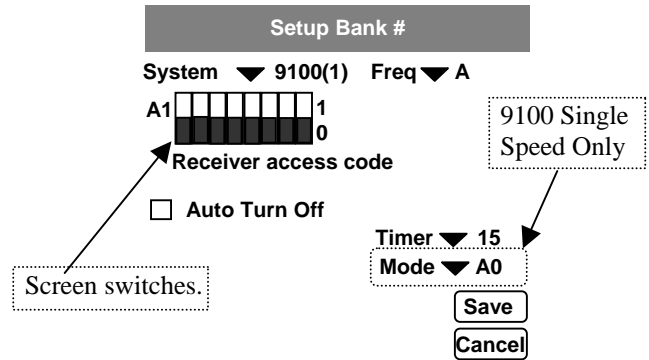 Setup Bank #
System 9100(1) Freq A
A1 1
0
Receiver access code
9100 Single
Speed Only
Auto Turn Off
Timer 15
Mode A0
Screen switches.
Save
Cancel